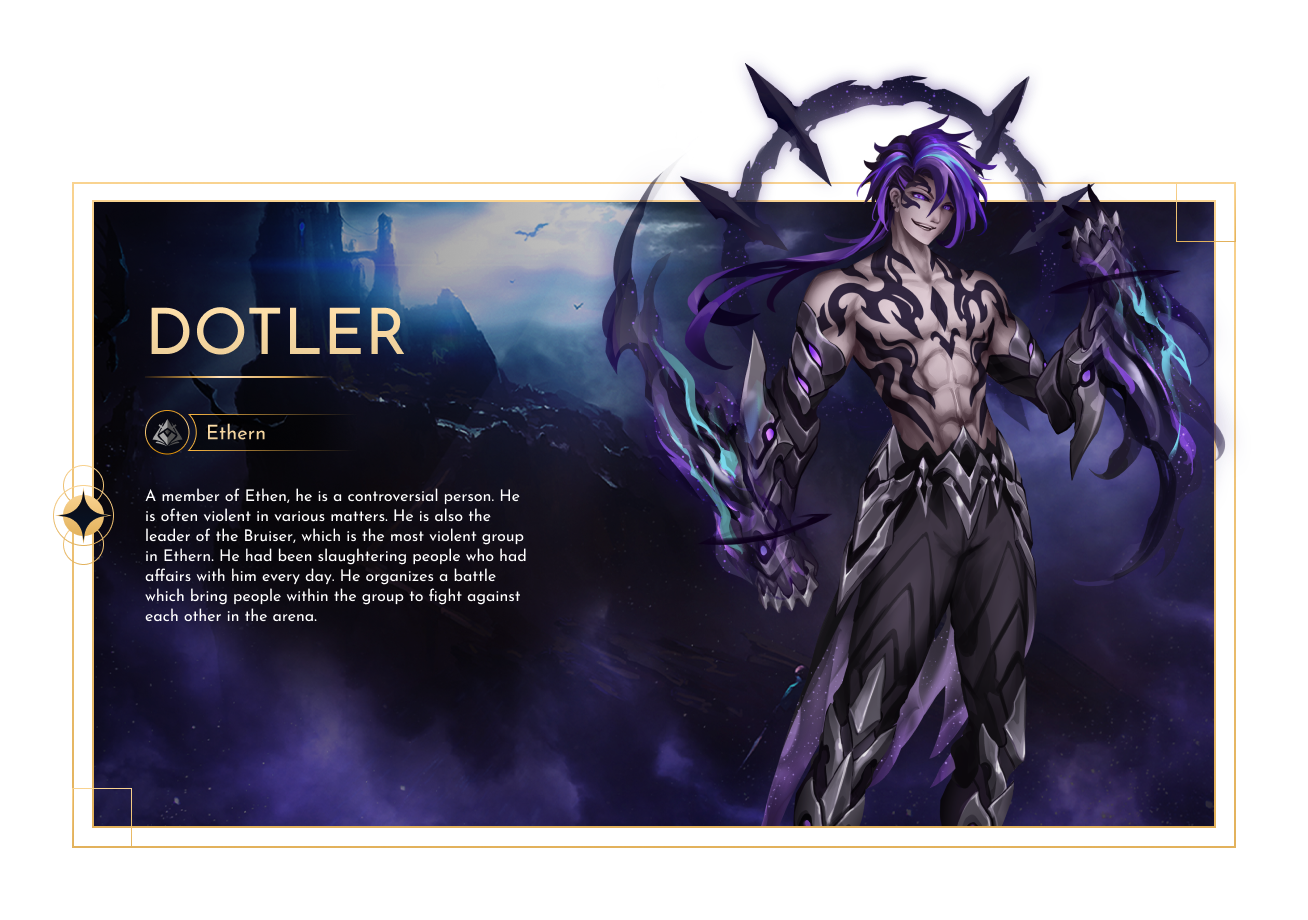 DOTLER
Ethern
A member of Ethen, he is a controversial person. He
is often violent in various matters. He is also the
leader of the Bruiser, which is the most violent group
in Ethern. He had been slaughtering people who had
affairs with him every day. He organizes a battle
which bring people within the group to fight against
each other in the arena.